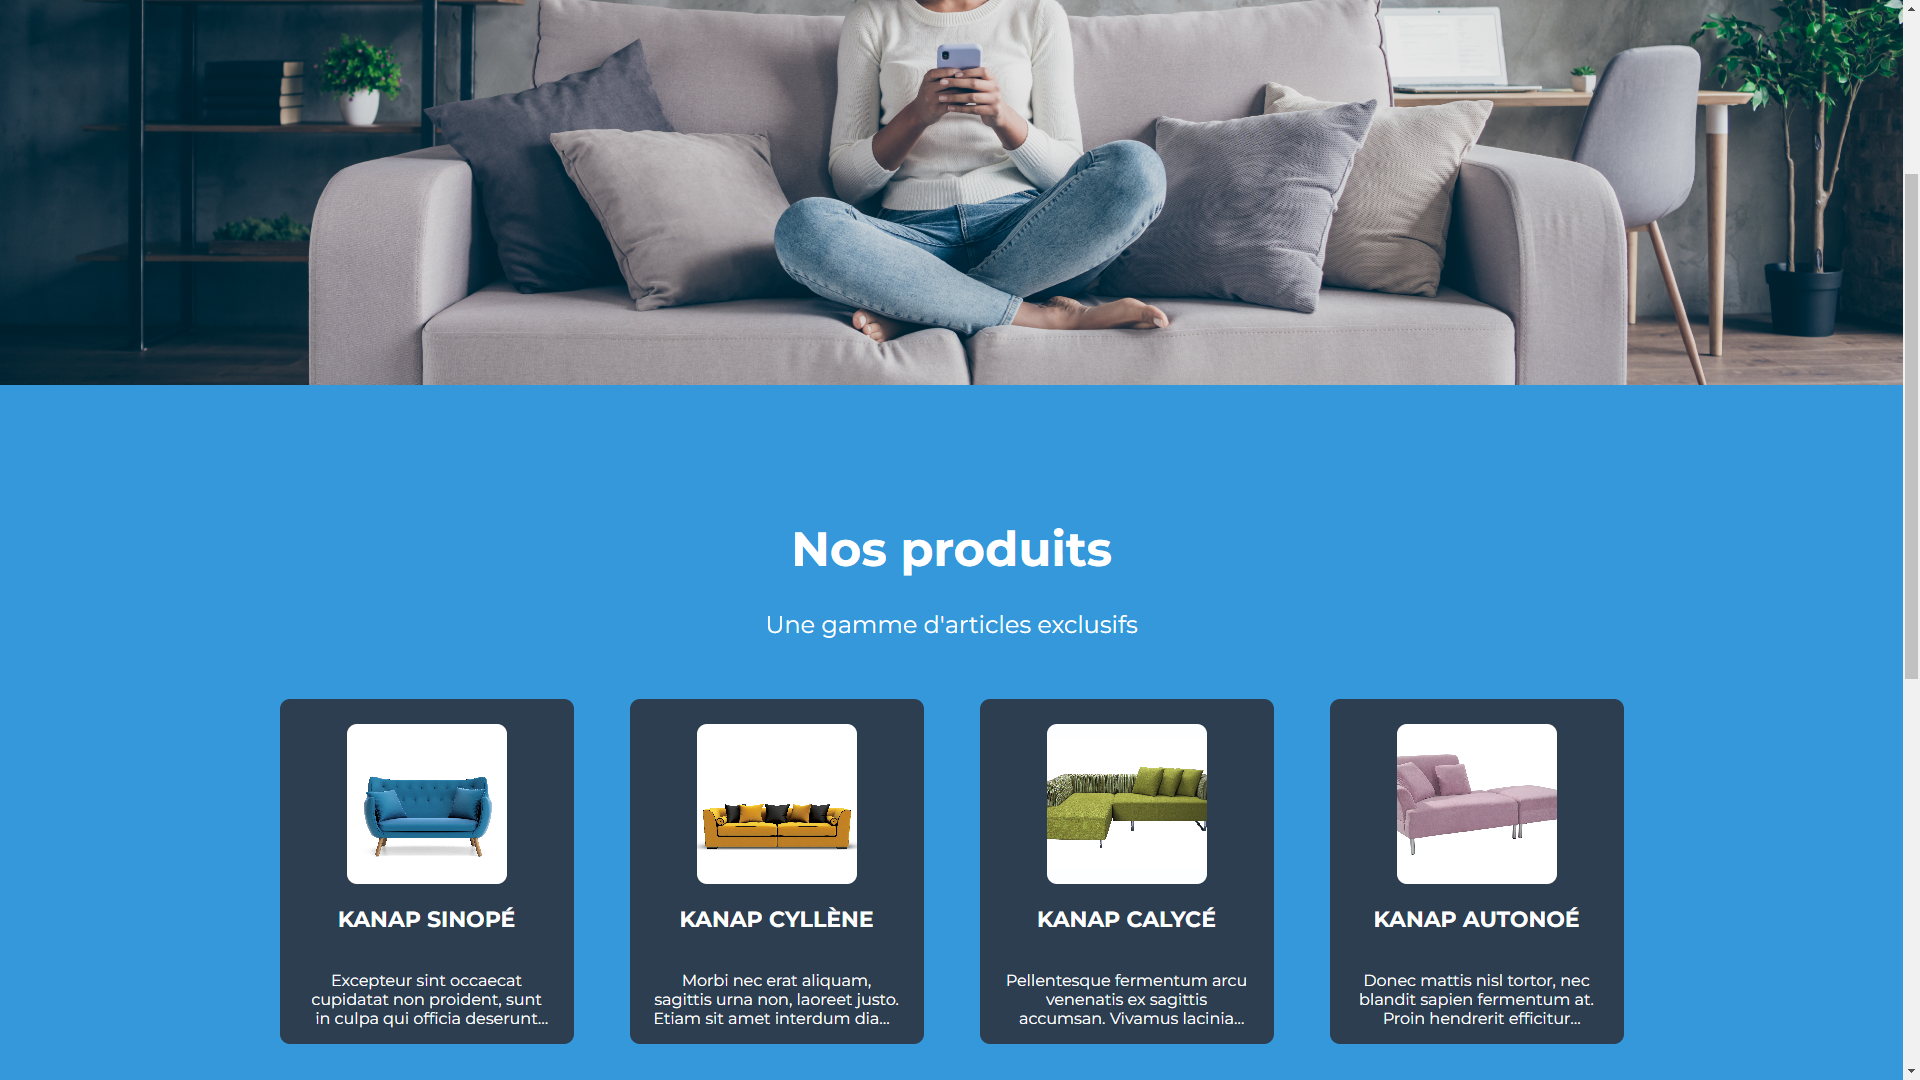 Nos produits
Une gamme d'articles exclusifs
KANAP SINOPÉ
Excepteur sint occaecat
cupidatat non proident, sunt
in culpa qui officia deserunt...
KANAP CYLLÈNE
Morbi nec erat aliquam,
sagittis urna non, laoreet justo.
Etiam sit amet interdum dia...
KANAP CALYCÉ
Pellentesque fermentum arcu
venenatis ex sagittis
accumsan. Vivamus lacinia...
KANAP AUTONOÉ
Donec mattis nisl tortor, nec
blandit sapien fermentum at.
Proin hendrerit efficitur...